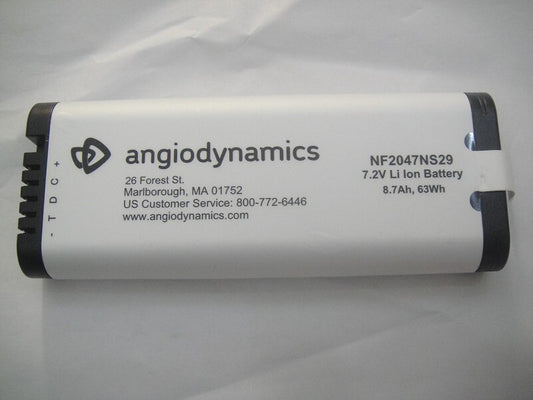 angiodynamics
26 Forest St.
Marlborough, MA 01752
US Customer Service: 800-772-6446
www.angiodynamics.com
NF2047NS29
7.2V Li Ion Battery
8.7Ah, 63Wh
- T D C +